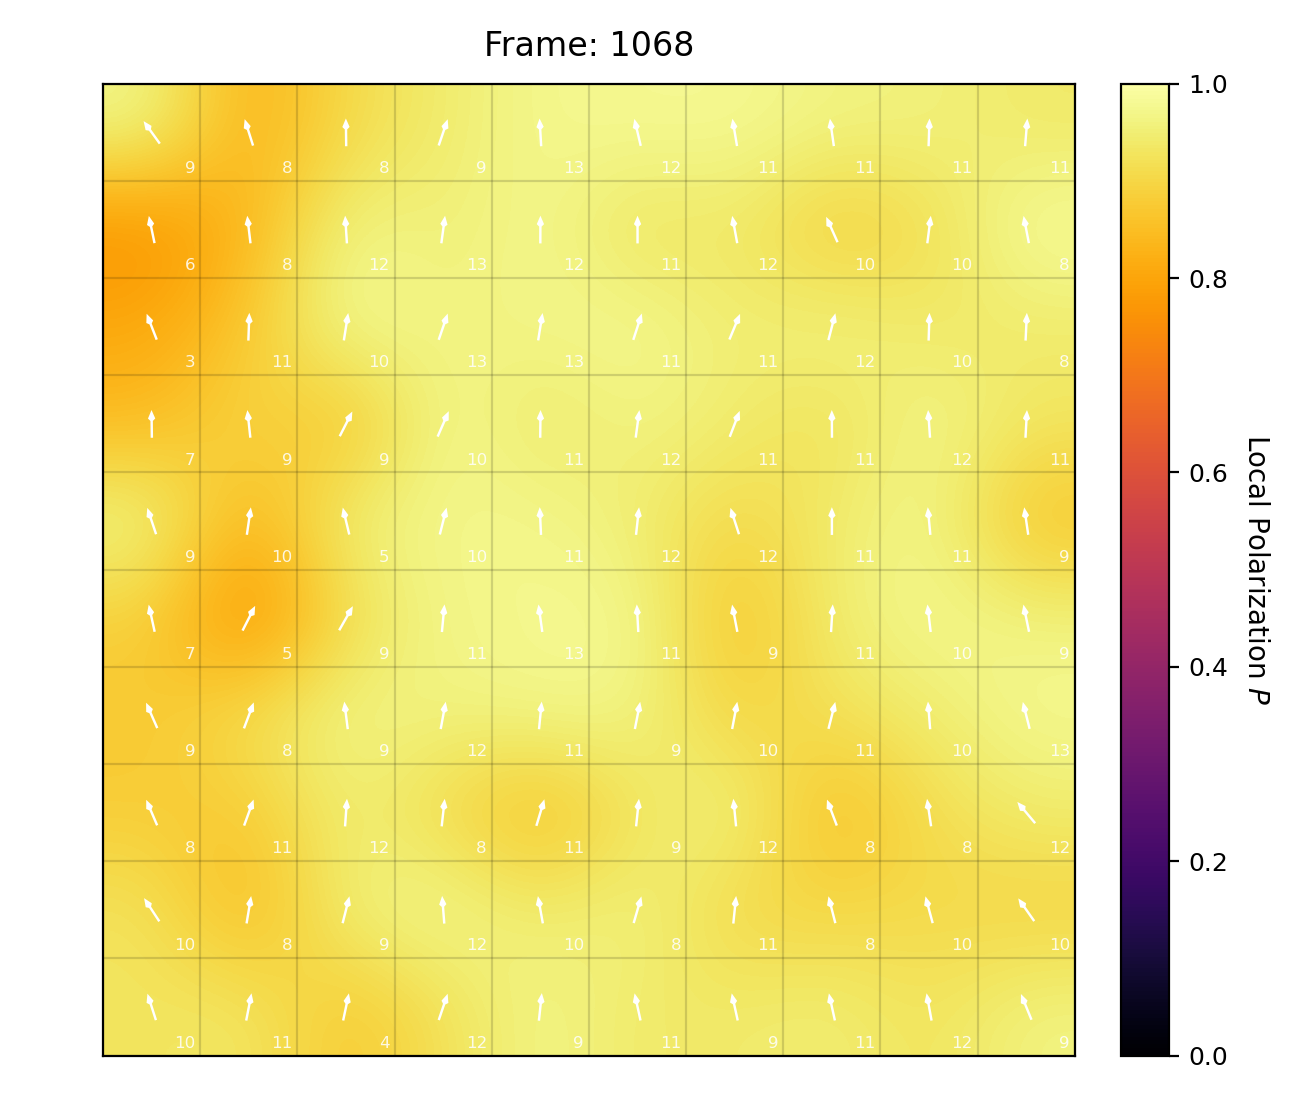 Frame: 1068
9 8 8 9 13 12 11 11 11 11
6 8 12 13 12 11 12 10 10 8
3 11 10 13 13 11 11 12 10 8
7 9 9 10 11 12 11 11 12 11
9 10 5 10 11 12 12 11 11 9
7 5 9 11 13 11 9 11 10 9
9 8 9 12 11 9 10 11 10 13
8 11 12 8 11 9 12 8 8 12
10 8 9 12 10 8 11 8 10 10
10 11 4 12 9 11 9 11 12 9
1.0
0.8
0.6
0.4
0.2
0.0
Local Polarization P